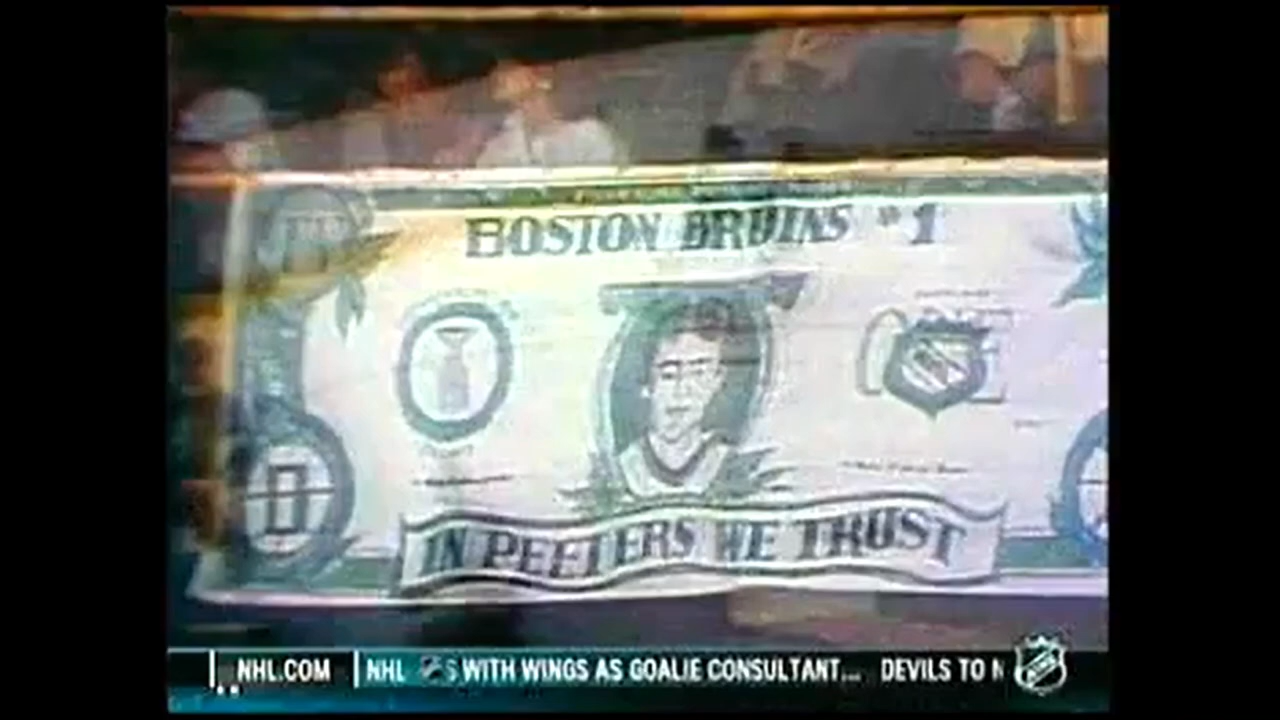 BOSTON BRUINS #1
IN PEETERS WE TRUST
NHL.COM
NHL
S WITH WINGS AS GOALIE CONSULTANT... DEVILS TO N